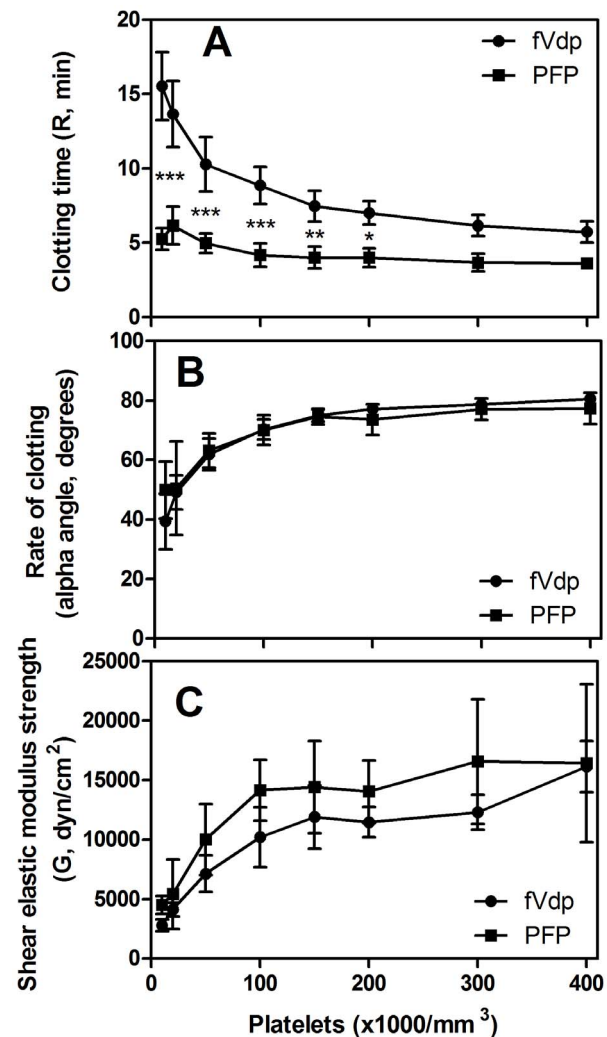 A
Clotting time (R, min)
20
15
10
5
0
fVdp
PFP
***
***
***
**
*
B
Rate of clotting
(alpha angle, degrees)
100
80
60
40
20
0
fVdp
PFP
C
Shear elastic modulus strength
(G, dyn/cm²)
25000
20000
15000
10000
5000
0
fVdp
PFP
0 100 200 300 400
Platelets (x1000/mm³)